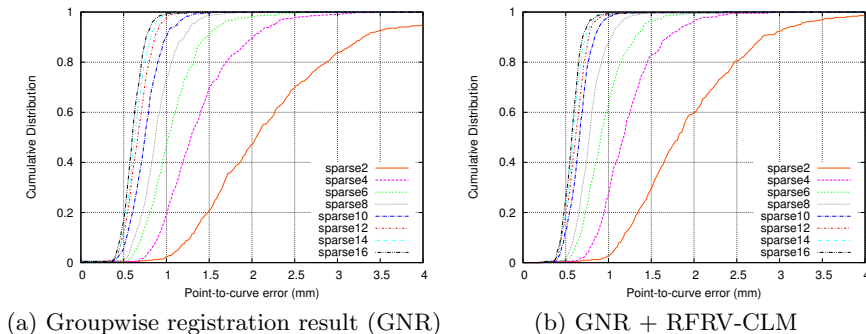 1
0.8
0.6
0.4
0.2
0
Cumulative Distribution
sparse2
sparse4
sparse6
sparse8
sparse10
sparse12
sparse14
sparse16
0 0.5 1 1.5 2 2.5 3 3.5 4
Point-to-curve error (mm)
(a) Groupwise registration result (GNR)
1
0.8
0.6
0.4
0.2
0
Cumulative Distribution
sparse2
sparse4
sparse6
sparse8
sparse10
sparse12
sparse14
sparse16
0 0.5 1 1.5 2 2.5 3 3.5 4
Point-to-curve error (mm)
(b) GNR + RFRV-CLM